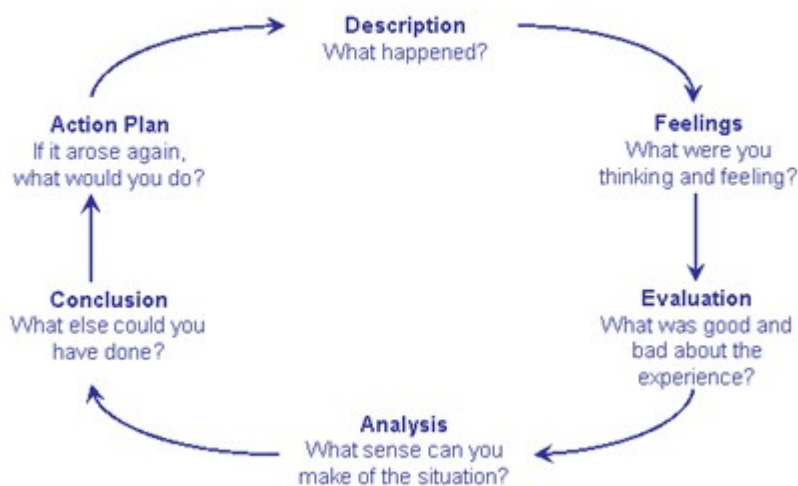 Description
What happened?
Feelings
What were you
thinking and feeling?
Evaluation
What was good and
bad about the
experience?
Analysis
What sense can you
make of the situation?
Conclusion
What else could you
have done?
Action Plan
If it arose again,
what would you do?